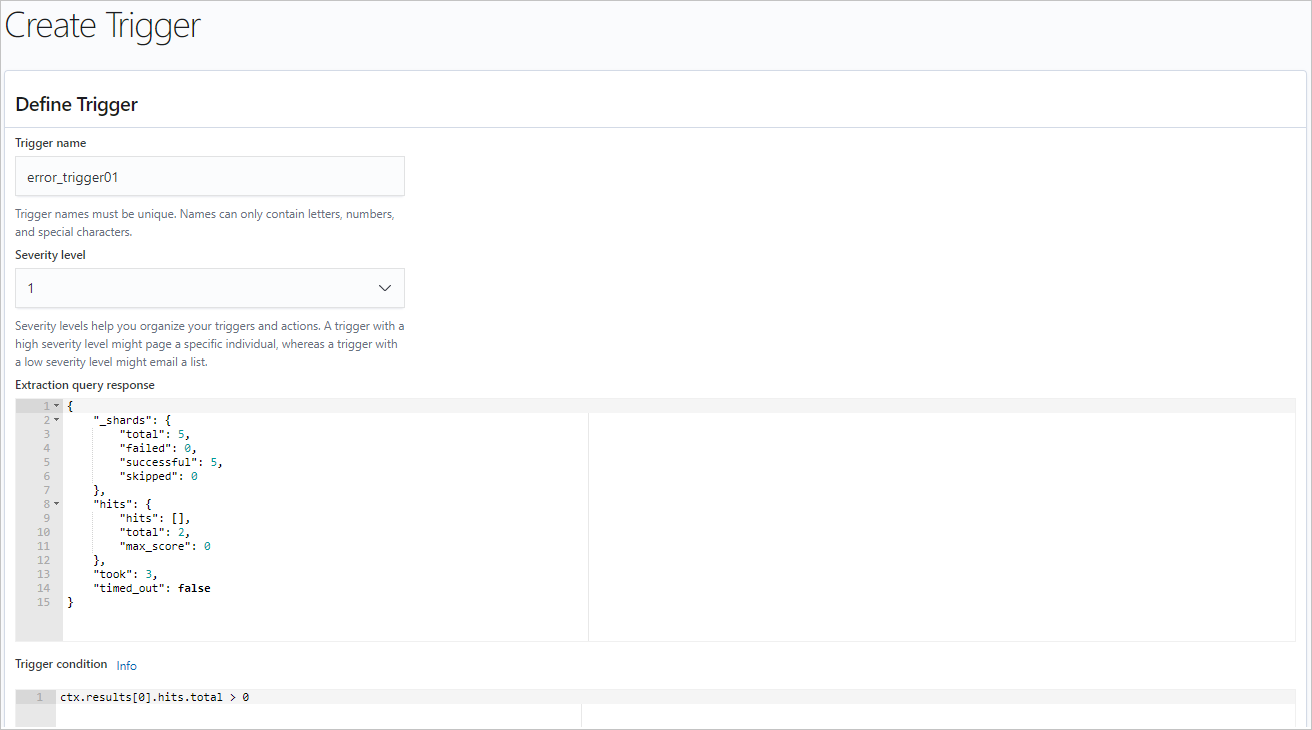 Create Trigger
Define Trigger
Trigger name
error_trigger01
Trigger names must be unique. Names can only contain letters, numbers,
and special characters.
Severity level
1
Severity levels help you organize your triggers and actions. A trigger with a
high severity level might page a specific individual, whereas a trigger with
a low severity level might email a list.
Extraction query response
1 {
2 "_shards": {
3 "total": 5,
4 "failed": 0,
5 "successful": 5,
6 "skipped": 0
7 },
8 "hits": {
9 "hits": [],
10 "total": 2,
11 "max_score": 0
12 },
13 "took": 3,
14 "timed_out": false
15 }
Trigger condition Info
1 ctx.results[0].hits.total > 0